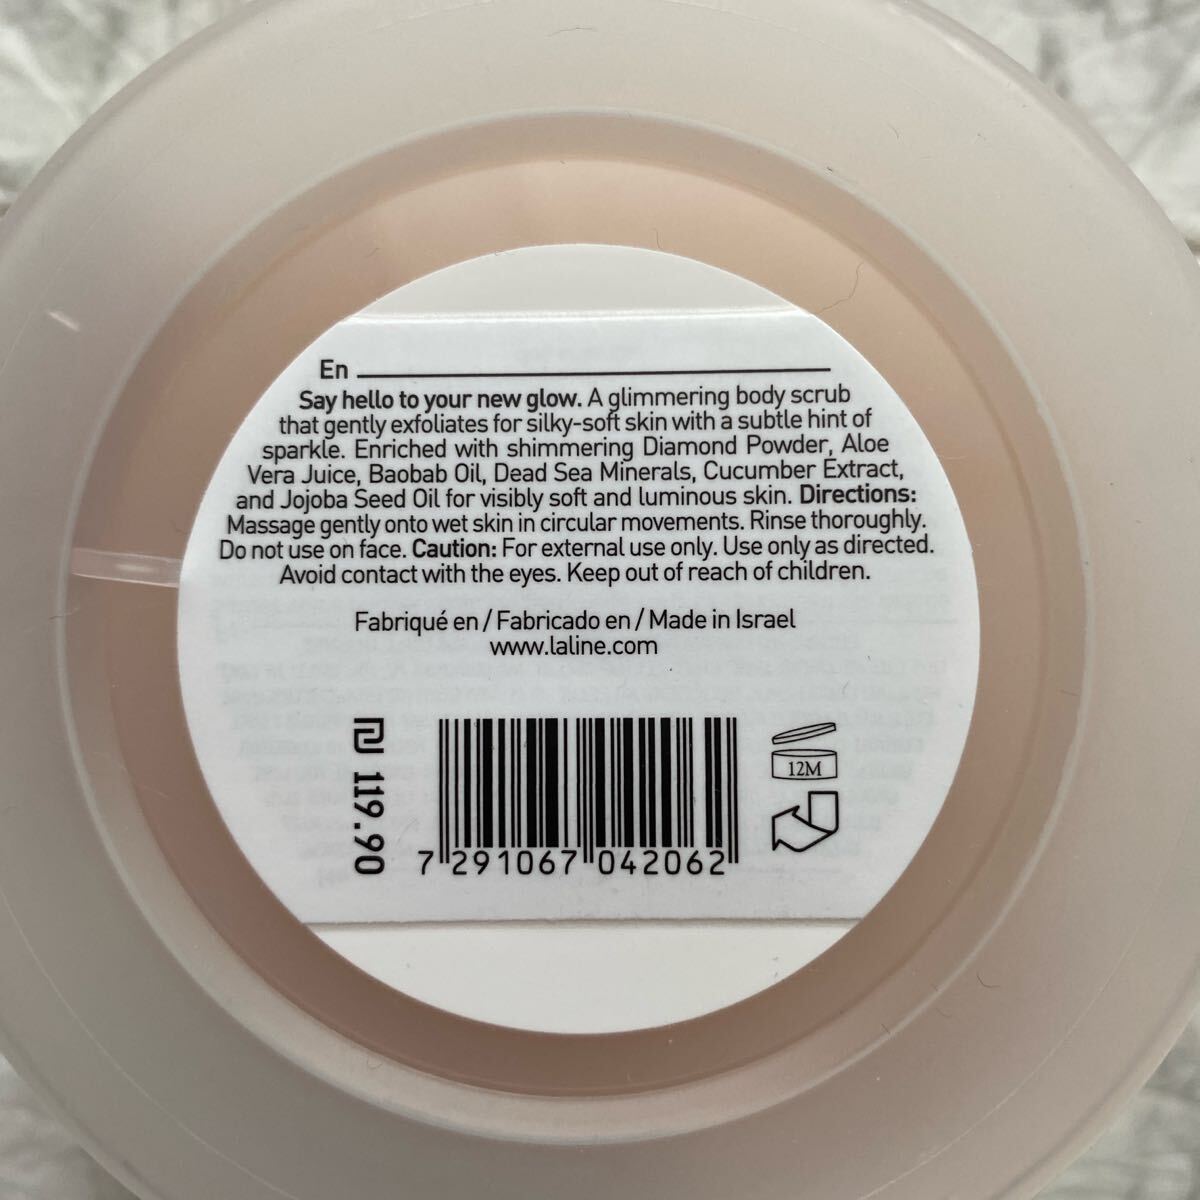 En
Say hello to your new glow. A glimmering body scrub
that gently exfoliates for silky-soft skin with a subtle hint of
sparkle. Enriched with shimmering Diamond Powder, Aloe
Vera Juice, Baobab Oil, Dead Sea Minerals, Cucumber Extract,
and Jojoba Seed Oil for visibly soft and luminous skin. Directions:
Massage gently onto wet skin in circular movements. Rinse thoroughly.
Do not use on face. Caution: For external use only. Use only as directed.
Avoid contact with the eyes. Keep out of reach of children.
Fabriqué en / Fabricado en / Made in Israel
www.laline.com
₪ 119.90
7 291067 042062
12M